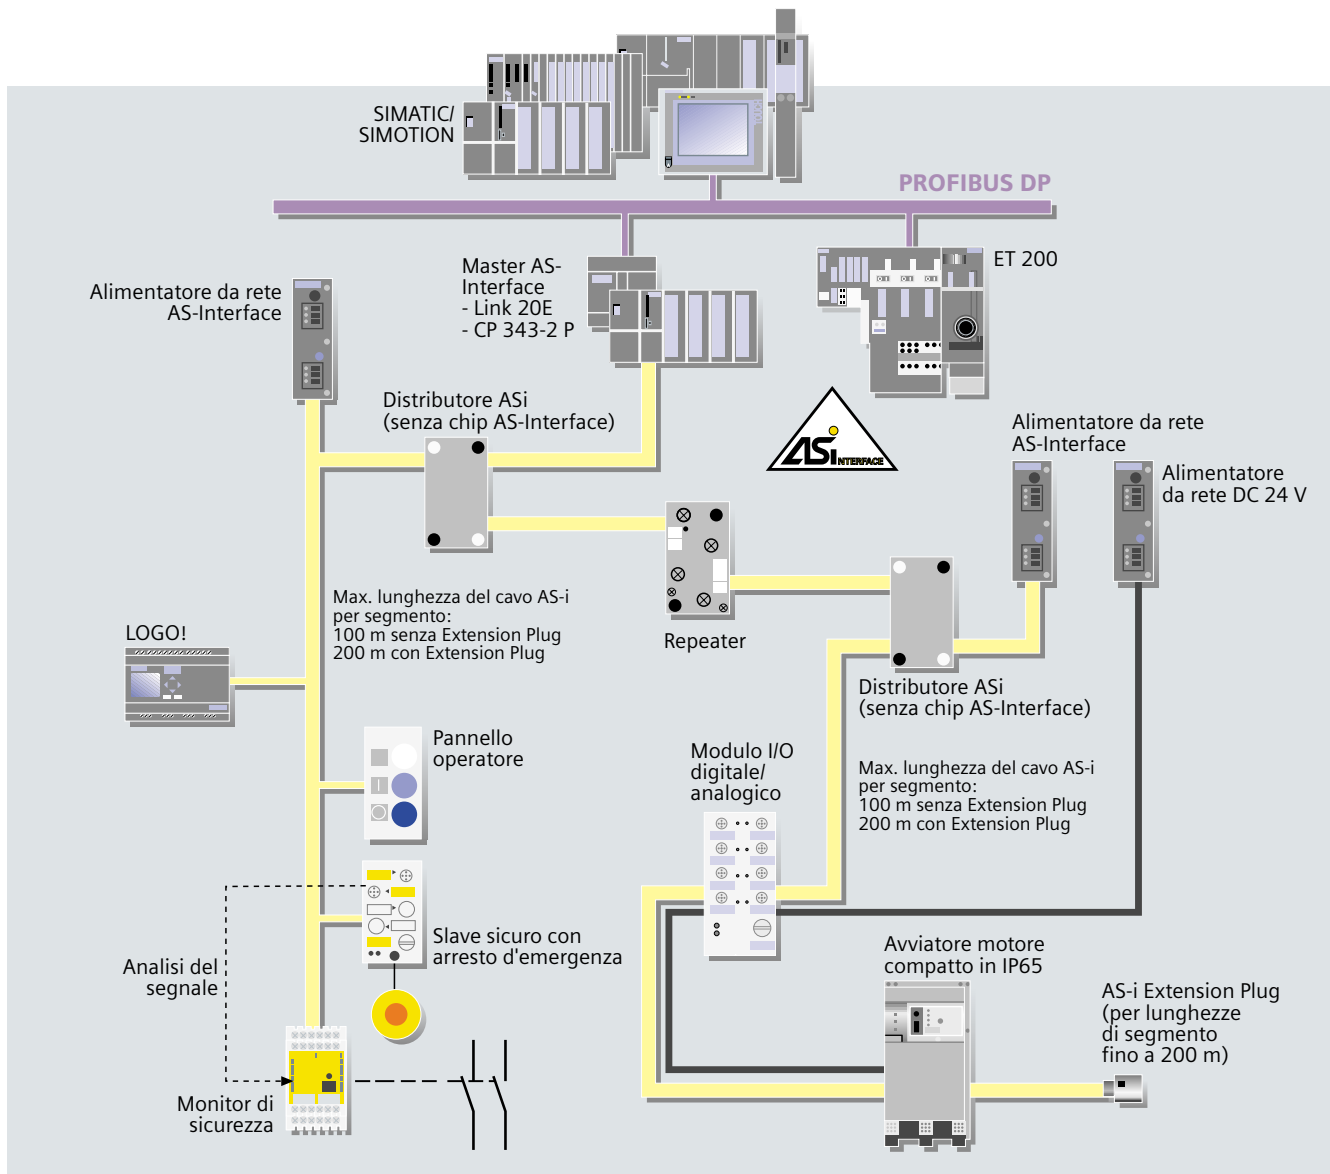 SIMATIC/
SIMOTION
PROFIBUS DP
Master AS-
Interface
- Link 20E
- CP 343-2 P
ET 200
Alimentatore da rete
AS-Interface
Distributore ASi
(senza chip AS-Interface)
ASi INTERFACE
Alimentatore da rete
AS-Interface
Alimentatore
da rete DC 24 V
Max. lunghezza del cavo AS-i
per segmento:
100 m senza Extension Plug
200 m con Extension Plug
Repeater
LOGO!
Distributore ASi
(senza chip AS-Interface)
Pannello
operatore
Modulo I/O
digitale/
analogico
Max. lunghezza del cavo AS-i
per segmento:
100 m senza Extension Plug
200 m con Extension Plug
Slave sicuro con
arresto d'emergenza
Analisi del
segnale
Avviatore motore
compatto in IP65
AS-i Extension Plug
(per lunghezze
di segmento
fino a 200 m)
Monitor di
sicurezza